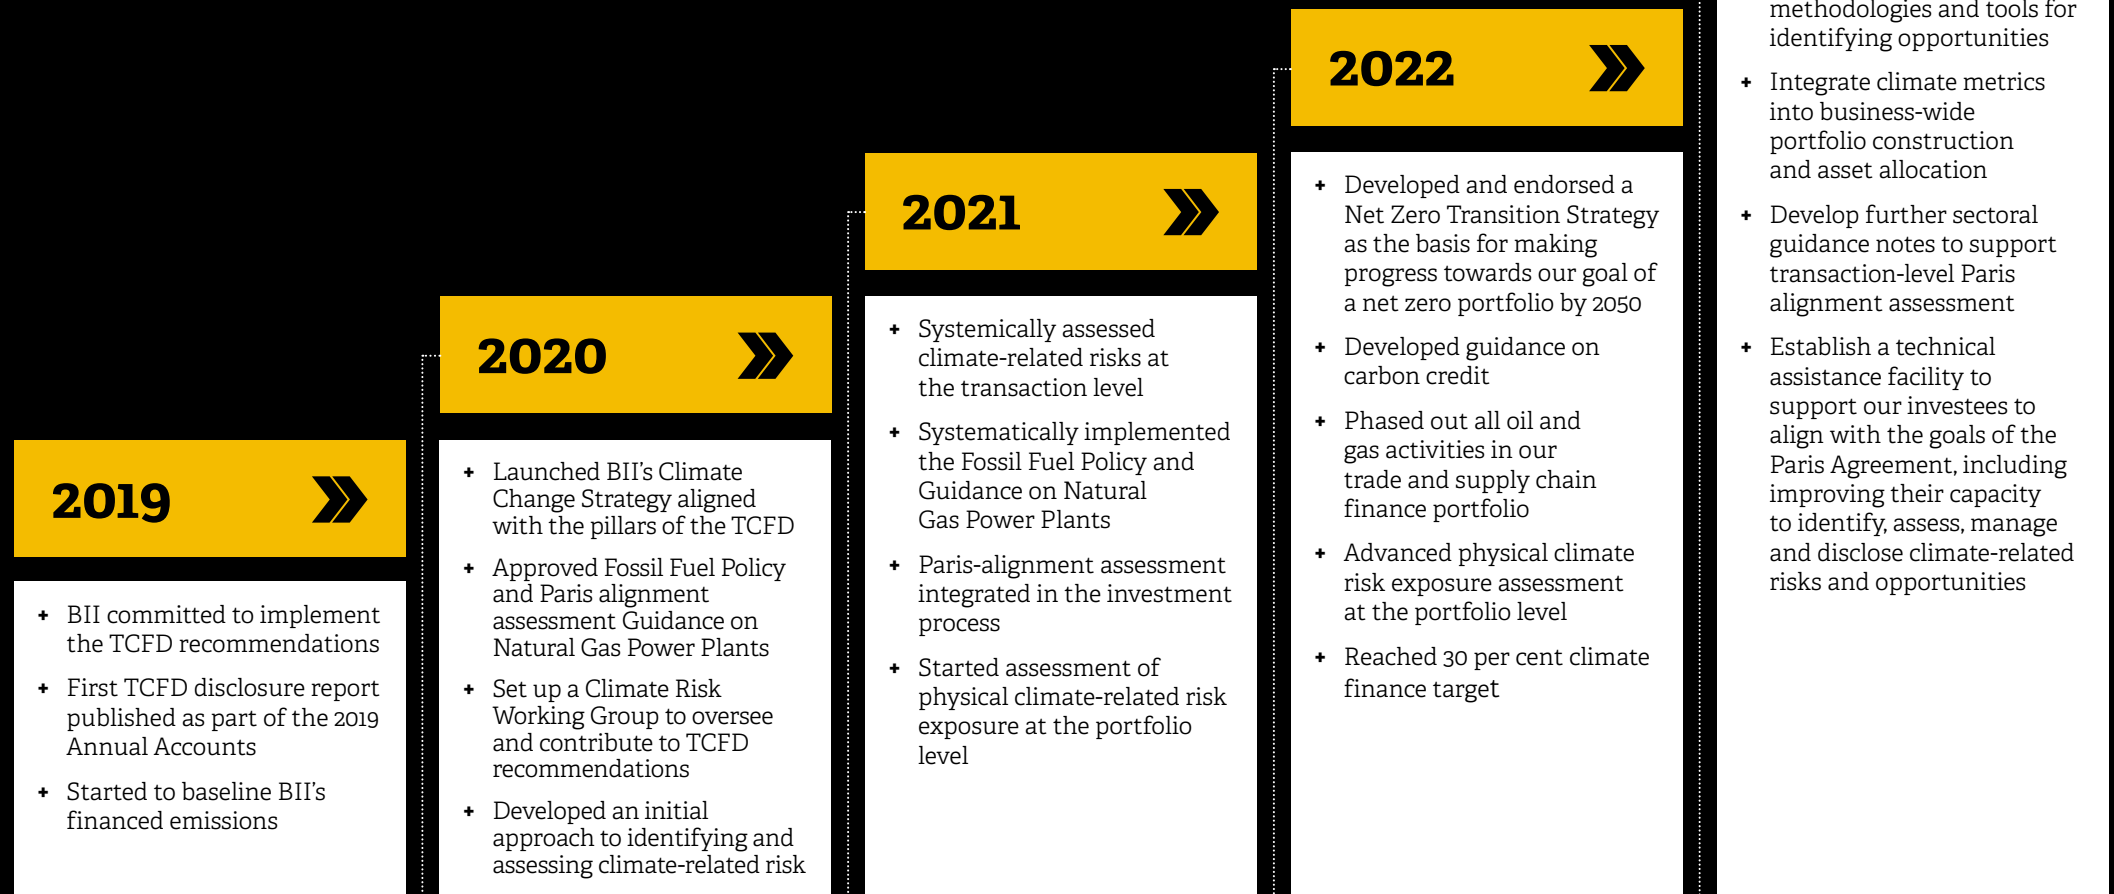 2019
+ BII committed to implement
the TCFD recommendations
+ First TCFD disclosure report
published as part of the 2019
Annual Accounts
+ Started to baseline BII's
financed emissions
2020
+ Launched BII's Climate
Change Strategy aligned
with the pillars of the TCFD
+ Approved Fossil Fuel Policy
and Paris alignment
assessment Guidance on
Natural Gas Power Plants
+ Set up a Climate Risk
Working Group to oversee
and contribute to TCFD
recommendations
+ Developed an initial
approach to identifying and
assessing climate-related risk
2021
+ Systemically assessed
climate-related risks at
the transaction level
+ Systematically implemented
the Fossil Fuel Policy and
Guidance on Natural
Gas Power Plants
+ Paris-alignment assessment
integrated in the investment
process
+ Started assessment of
physical climate-related risk
exposure at the portfolio
level
2022
+ Developed and endorsed a
Net Zero Transition Strategy
as the basis for making
progress towards our goal of
a net zero portfolio by 2050
+ Developed guidance on
carbon credit
+ Phased out all oil and
gas activities in our
trade and supply chain
finance portfolio
+ Advanced physical climate
risk exposure assessment
at the portfolio level
+ Reached 30 per cent climate
finance target
methodologies and tools for
identifying opportunities
+ Integrate climate metrics
into business-wide
portfolio construction
and asset allocation
+ Develop further sectoral
guidance notes to support
transaction-level Paris
alignment assessment
+ Establish a technical
assistance facility to
support our investees to
align with the goals of the
Paris Agreement, including
improving their capacity
to identify, assess, manage
and disclose climate-related
risks and opportunities